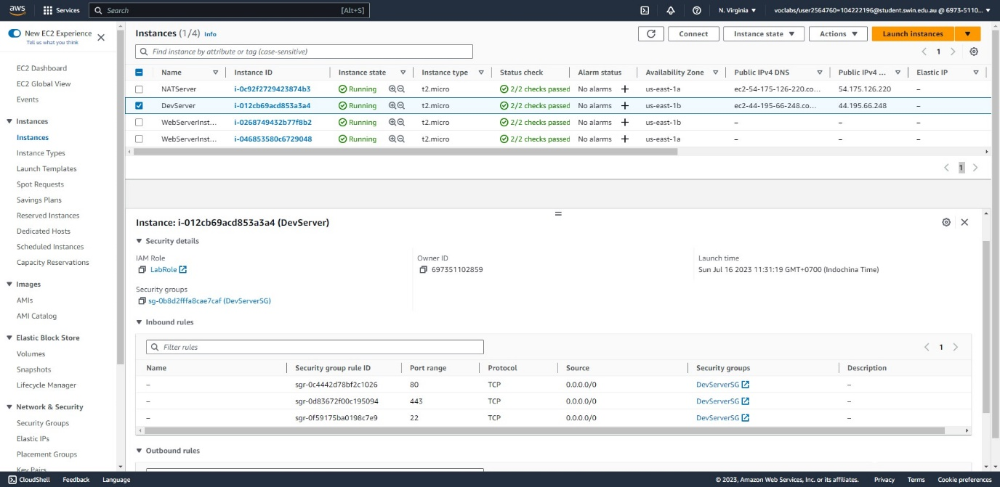 aws Services Search [Alt+S] N. Virginia voclabs/user2564760=104222196@student.swin.edu.au @ 6973-5110...
New EC2 Experience
Tell us what you think
EC2 Dashboard
EC2 Global View
Events
Instances
Instances
Instance Types
Launch Templates
Spot Requests
Savings Plans
Reserved Instances
Dedicated Hosts
Scheduled Instances
Capacity Reservations
Images
AMIs
AMI Catalog
Elastic Block Store
Volumes
Snapshots
Lifecycle Manager
Network & Security
Security Groups
Elastic IPs
Placement Groups
Key Pairs
Instances (1/4) Info Connect Instance state Actions Launch instances
Find instance by attribute or tag (case-sensitive) 1
Name Instance ID Instance state Instance type Status check Alarm status Availability Zone Public IPv4 DNS Public IPv4 ... Elastic IP
NATServer i-0c92f2729423874b3 Running t2.micro 2/2 checks passed No alarms + us-east-1a ec2-54-175-126-220.co... 54.175.126.220 –
DevServer i-012cb69acd853a3a4 Running t2.micro 2/2 checks passed No alarms + us-east-1b ec2-44-195-66-248.co... 44.195.66.248 –
WebServerInst... i-0268749432b77f8b2 Running t2.micro 2/2 checks passed No alarms + us-east-1b – – –
WebServerInst... i-046853580c6729048 Running t2.micro 2/2 checks passed No alarms + us-east-1a – – –
1
Instance: i-012cb69acd853a3a4 (DevServer)
Security details
IAM Role Owner ID Launch time
LabRole 697351102859 Sun Jul 16 2023 11:31:19 GMT+0700 (Indochina Time)
Security groups
sg-0b8d2fffa8cae7caf (DevServerSG)
Inbound rules
Filter rules 1
Name Security group rule ID Port range Protocol Source Security groups Description
– sgr-0c4442d78bf2c1026 80 TCP 0.0.0.0/0 DevServerSG –
– sgr-0d83672f00c195094 443 TCP 0.0.0.0/0 DevServerSG –
– sgr-0f59175ba0198c7e9 22 TCP 0.0.0.0/0 DevServerSG –
Outbound rules
CloudShell Feedback Language © 2023, Amazon Web Services, Inc. or its affiliates. Privacy Terms Cookie preferences